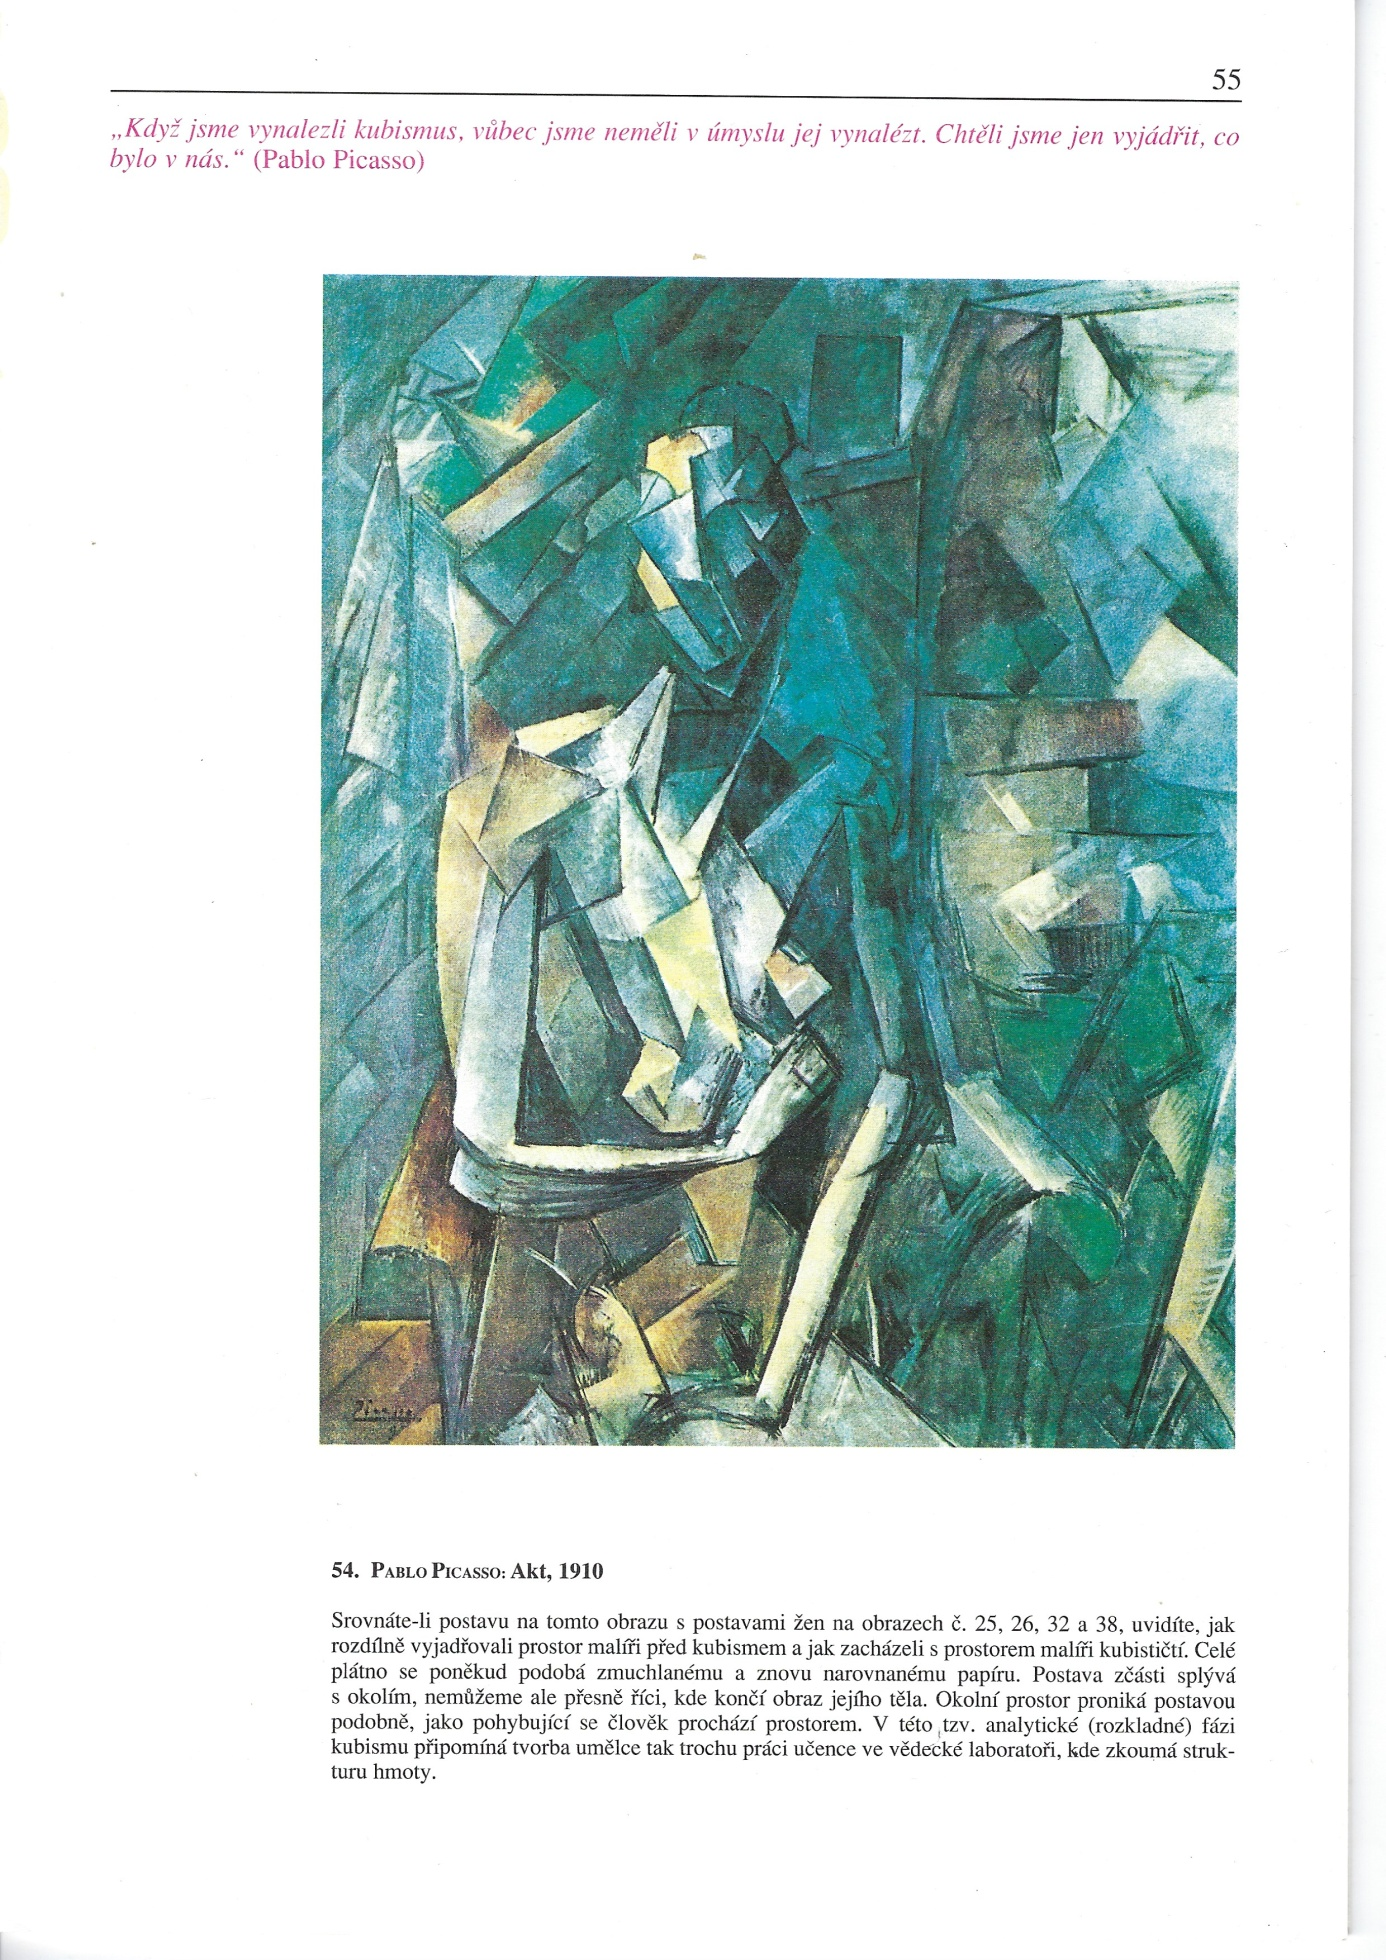 55
„Když jsme vynalezli kubismus, vůbec jsme neměli v úmyslu jej vynalézt. Chtěli jsme jen vyjádřit, co
bylo v nás.“ (Pablo Picasso)
Picasso
54. PABLO PICASSO: Akt, 1910
Srovnáte-li postavu na tomto obrazu s postavami žen na obrazech č. 25, 26, 32 a 38, uvidíte, jak
rozdílně vyjadřovali prostor malíři před kubismem a jak zacházeli s prostorem malíři kubističtí. Celé
plátno se poněkud podobá zmuchlanému a znovu narovnanému papíru. Postava zčásti splývá
s okolím, nemůžeme ale přesně říci, kde končí obraz jejího těla. Okolní prostor proniká postavou
podobně, jako pohybující se člověk prochází prostorem. V této tzv. analytické (rozkladné) fázi
kubismu připomíná tvorba umělce tak trochu práci učence ve vědecké laboratoři, kde zkoumá struk-
turu hmoty.